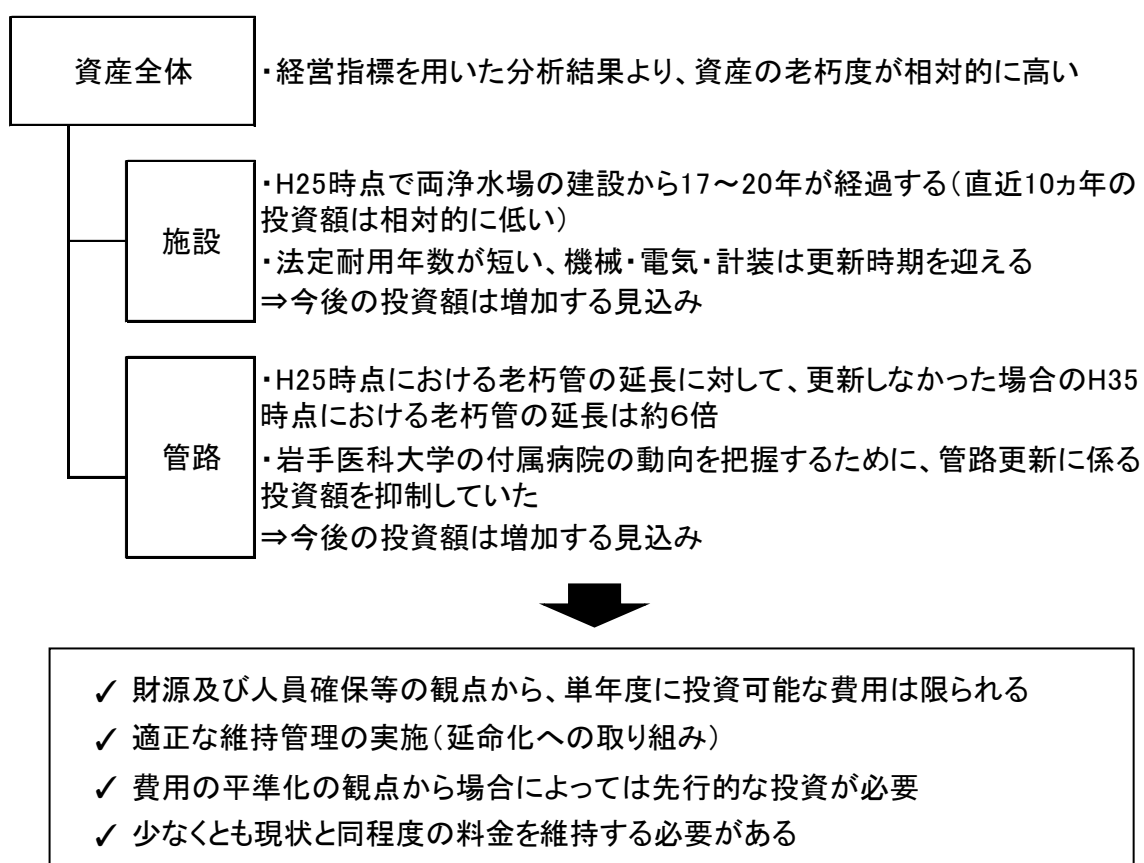 資産全体
・経営指標を用いた分析結果より、資産の老朽度が相対的に高い
施設
・H25時点で両浄水場の建設から17～20年が経過する（直近10ヵ年の
投資額は相対的に低い）
・法定耐用年数が短い、機械・電気・計装は更新時期を迎える
⇒今後の投資額は増加する見込み
管路
・H25時点における老朽管の延長に対して、更新しなかった場合のH35
時点における老朽管の延長は約６倍
・岩手医科大学の付属病院の動向を把握するために、管路更新に係る
投資額を抑制していた
⇒今後の投資額は増加する見込み
✓ 財源及び人員確保等の観点から、単年度に投資可能な費用は限られる
✓ 適正な維持管理の実施（延命化への取り組み）
✓ 費用の平準化の観点から場合によっては先行的な投資が必要
✓ 少なくとも現状と同程度の料金を維持する必要がある